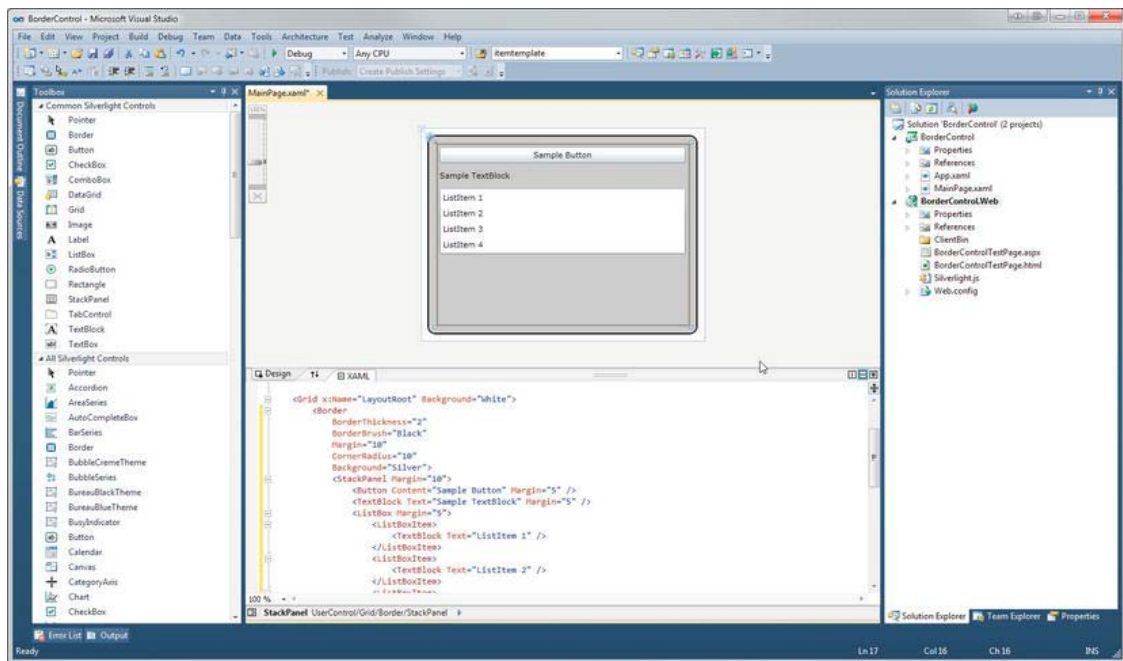 BorderControl - Microsoft Visual Studio
File Edit View Project Build Debug Team Data Tools Architecture Test Analyze Window Help
Debug Any CPU itemtemplate
Publish: Create Publish Settings
Toolbox
MainPage.xaml*
Solution Explorer
Document Outline
Data Sources
Common Silverlight Controls
Pointer
Border
Button
CheckBox
ComboBox
DataGrid
Grid
Image
Label
ListBox
RadioButton
Rectangle
StackPanel
TabControl
TextBlock
TextBox
All Silverlight Controls
Pointer
Accordion
AreaSeries
AutoCompleteBox
BarSeries
Border
BubbleCremeTheme
BubbleSeries
BureauBlackTheme
BureauBlueTheme
BusyIndicator
Button
Calendar
Canvas
CategoryAxis
Chart
CheckBox
Sample Button
Sample TextBlock
ListItem 1
ListItem 2
ListItem 3
ListItem 4
Design XAML
<Grid x:Name="LayoutRoot" Background="White">
<Border
BorderThickness="2"
BorderBrush="Black"
Margin="10"
CornerRadius="10"
Background="Silver">
<StackPanel Margin="10">
<Button Content="Sample Button" Margin="5" />
<TextBlock Text="Sample TextBlock" Margin="5" />
<ListBox Margin="5">
<ListBoxItem>
<TextBlock Text="ListItem 1" />
</ListBoxItem>
<ListBoxItem>
<TextBlock Text="ListItem 2" />
</ListBoxItem>
<ListBoxItem>
100 %
StackPanel UserControl/Grid/Border/StackPanel
Solution 'BorderControl' (2 projects)
BorderControl
Properties
References
App.xaml
MainPage.xaml
BorderControl.Web
Properties
References
ClientBin
BorderControlTestPage.aspx
BorderControlTestPage.html
Silverlight.js
Web.config
Solution Explorer Team Explorer Properties
Error List Output
Ready Ln 17 Col 16 Ch 16 INS